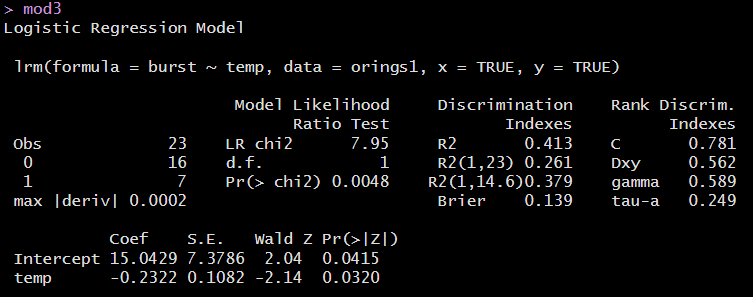 > mod3
Logistic Regression Model
lrm(formula = burst ~ temp, data = orings1, x = TRUE, y = TRUE)
Model Likelihood Discrimination Rank Discrim.
Ratio Test Indexes Indexes
Obs 23 LR chi2 7.95 R2 0.413 C 0.781
0 16 d.f. 1 R2(1,23) 0.261 Dxy 0.562
1 7 Pr(> chi2) 0.0048 R2(1,14.6)0.379 gamma 0.589
max |deriv| 0.0002 Brier 0.139 tau-a 0.249
Coef S.E. Wald Z Pr(>|Z|)
Intercept 15.0429 7.3786 2.04 0.0415
temp -0.2322 0.1082 -2.14 0.0320